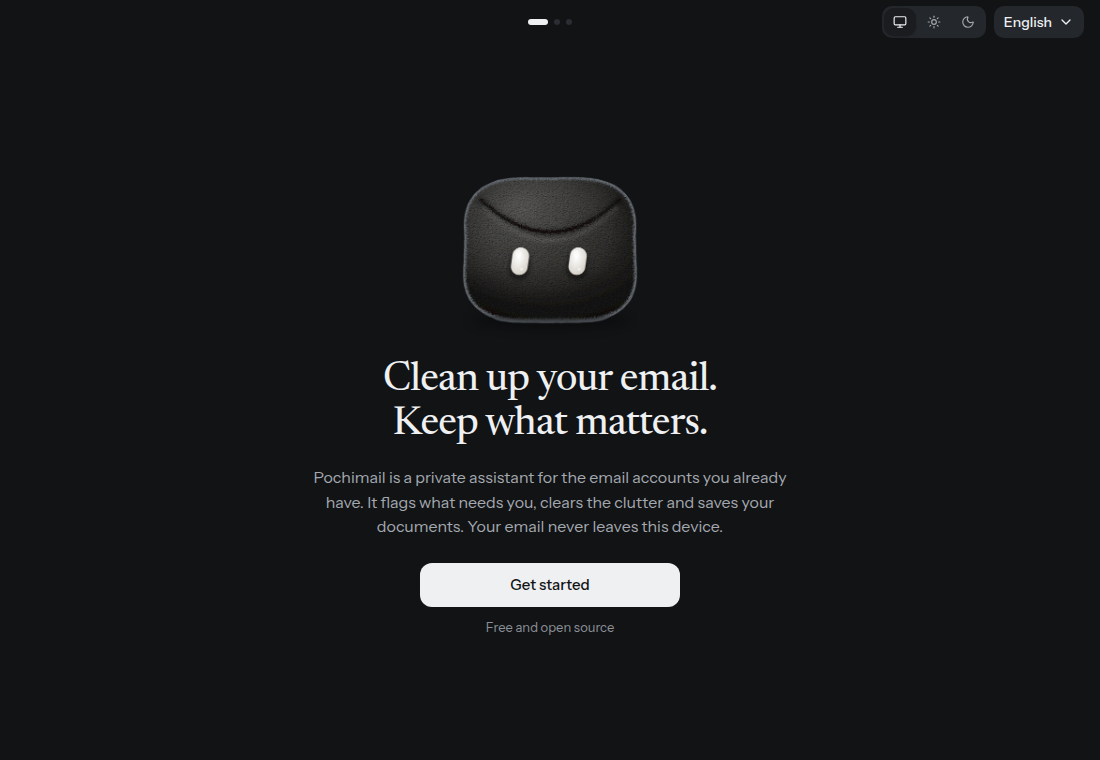 English
Clean up your email.
Keep what matters.
Pochimail is a private assistant for the email accounts you already
have. It flags what needs you, clears the clutter and saves your
documents. Your email never leaves this device.
Get started
Free and open source